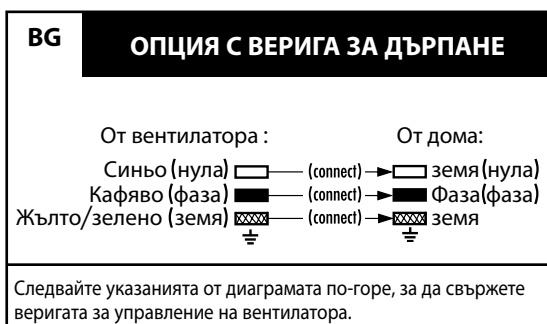 BG
ОПЦИЯ С ВЕРИГА ЗА ДЪРПАНЕ
От вентилатора : От дома:
Синьо (нула) (connect) земя(нула)
Кафяво (фаза) (connect) Фаза(фаза)
Жълто/зелено (земя) (connect) земя
Следвайте указанията от диаграмата по-горе, за да свържете
веригата за управление на вентилатора.